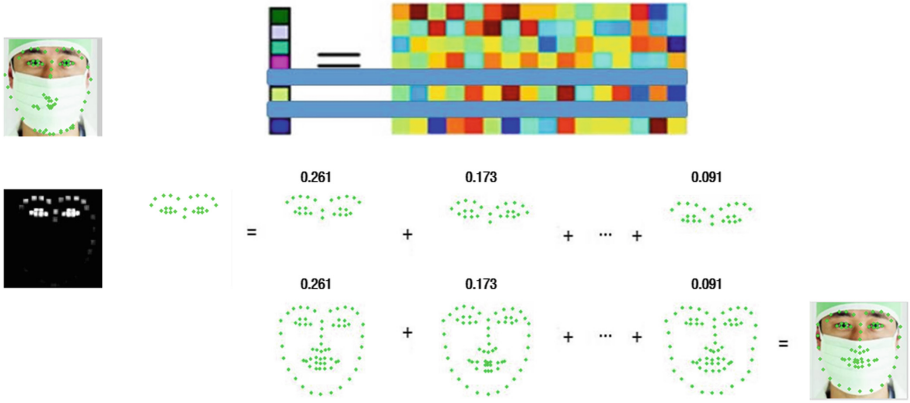 =
0.261 0.173 0.091
= + + ... +
0.261 0.173 0.091
+ + ... + =